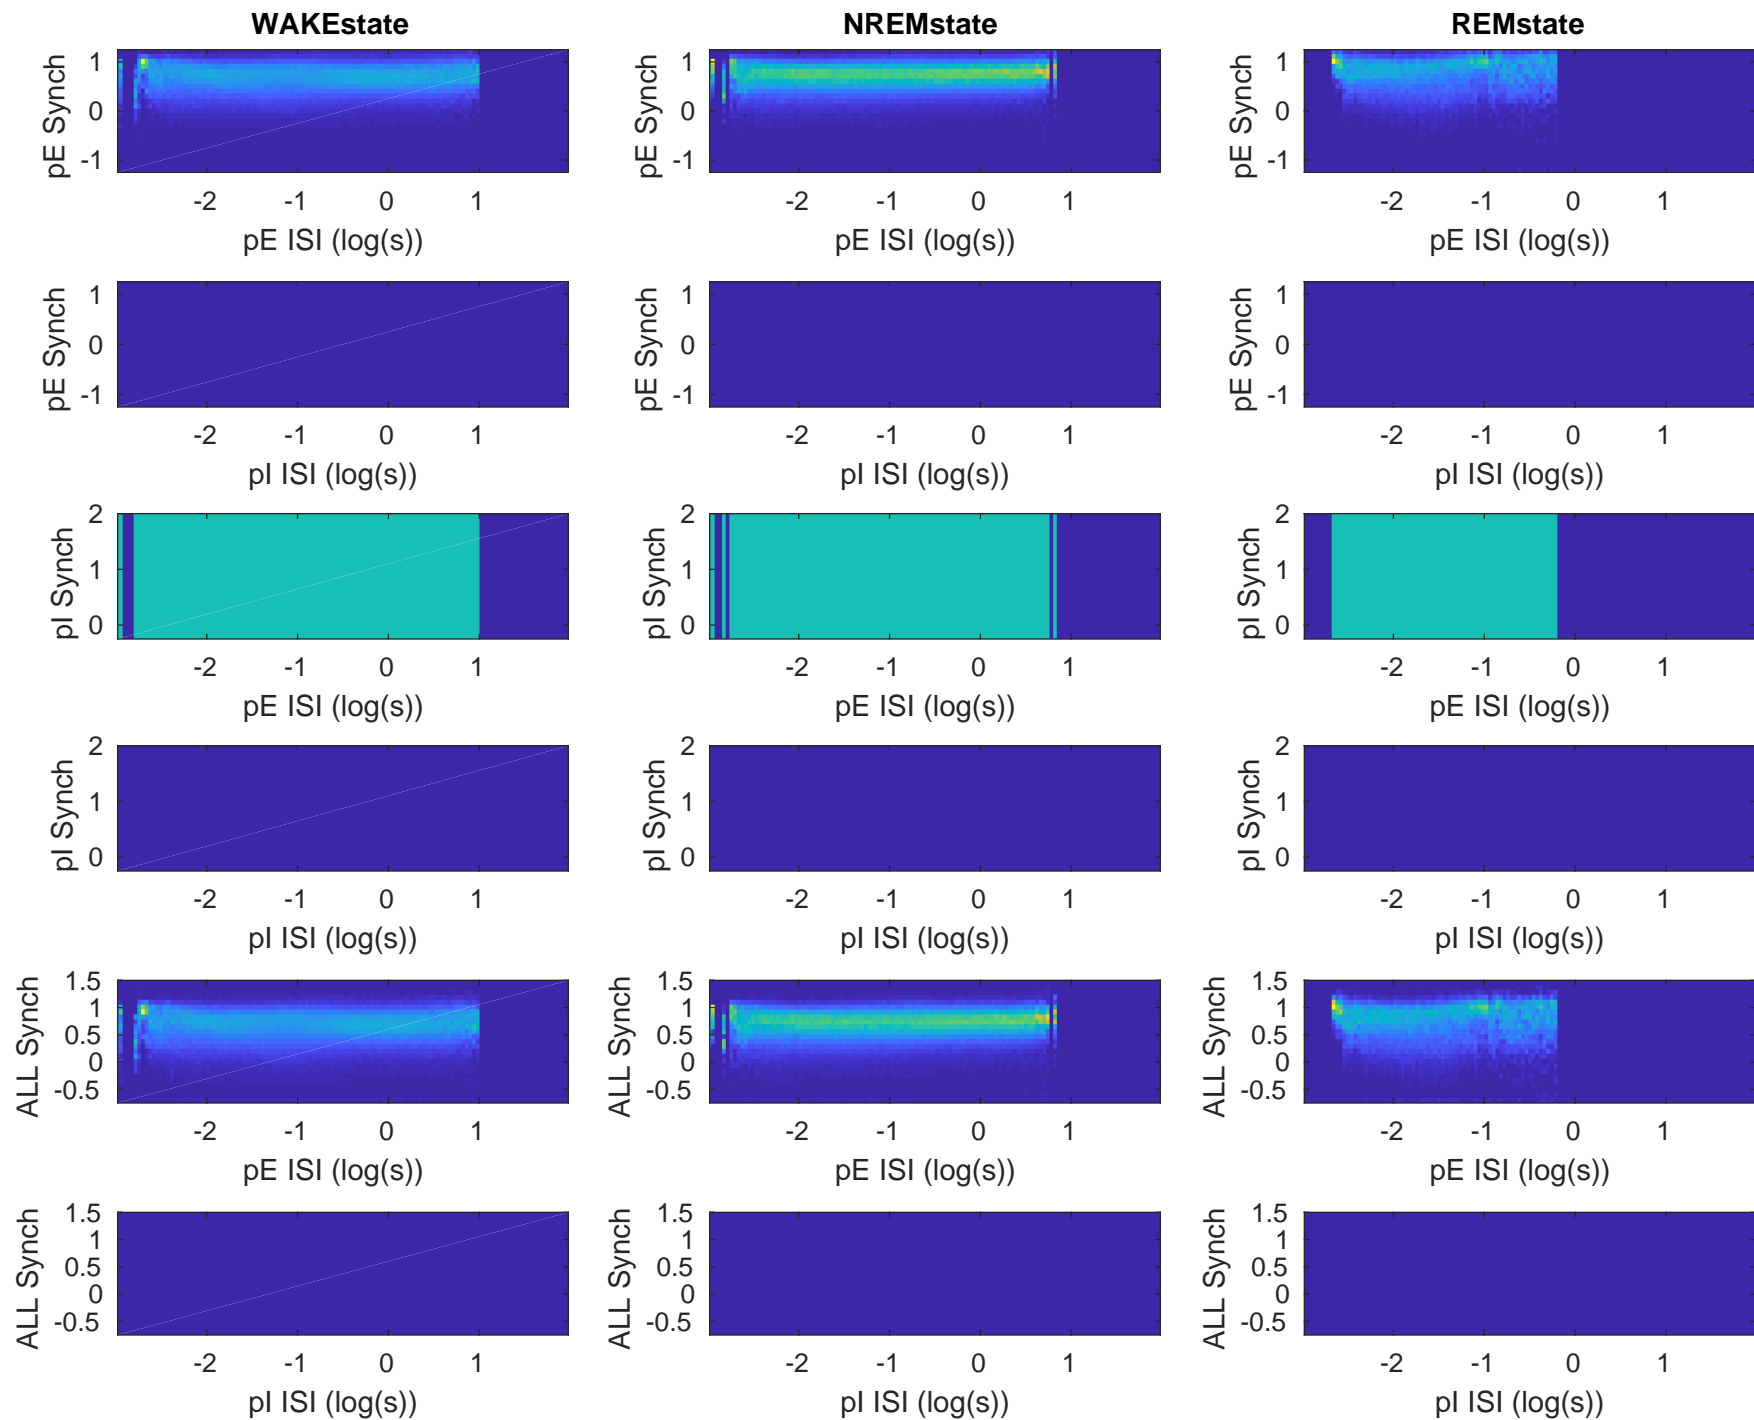 WAKEstate NREMstate REMstate
pE Synch 1 0 -1 pE Synch 1 0 -1 pE Synch 1 0 -1
-2 -1 0 1 -2 -1 0 1 -2 -1 0 1
pE ISI (log(s)) pE ISI (log(s)) pE ISI (log(s))
pE Synch 1 0 -1 pE Synch 1 0 -1 pE Synch 1 0 -1
-2 -1 0 1 -2 -1 0 1 -2 -1 0 1
pI ISI (log(s)) pI ISI (log(s)) pI ISI (log(s))
pI Synch 2 1 0 pI Synch 2 1 0 pI Synch 2 1 0
-2 -1 0 1 -2 -1 0 1 -2 -1 0 1
pE ISI (log(s)) pE ISI (log(s)) pE ISI (log(s))
pI Synch 2 1 0 pI Synch 2 1 0 pI Synch 2 1 0
-2 -1 0 1 -2 -1 0 1 -2 -1 0 1
pI ISI (log(s)) pI ISI (log(s)) pI ISI (log(s))
ALL Synch 1.5 1 0.5 0 -0.5 ALL Synch 1.5 1 0.5 0 -0.5 ALL Synch 1.5 1 0.5 0 -0.5
-2 -1 0 1 -2 -1 0 1 -2 -1 0 1
pE ISI (log(s)) pE ISI (log(s)) pE ISI (log(s))
ALL Synch 1.5 1 0.5 0 -0.5 ALL Synch 1.5 1 0.5 0 -0.5 ALL Synch 1.5 1 0.5 0 -0.5
-2 -1 0 1 -2 -1 0 1 -2 -1 0 1
pI ISI (log(s)) pI ISI (log(s)) pI ISI (log(s))